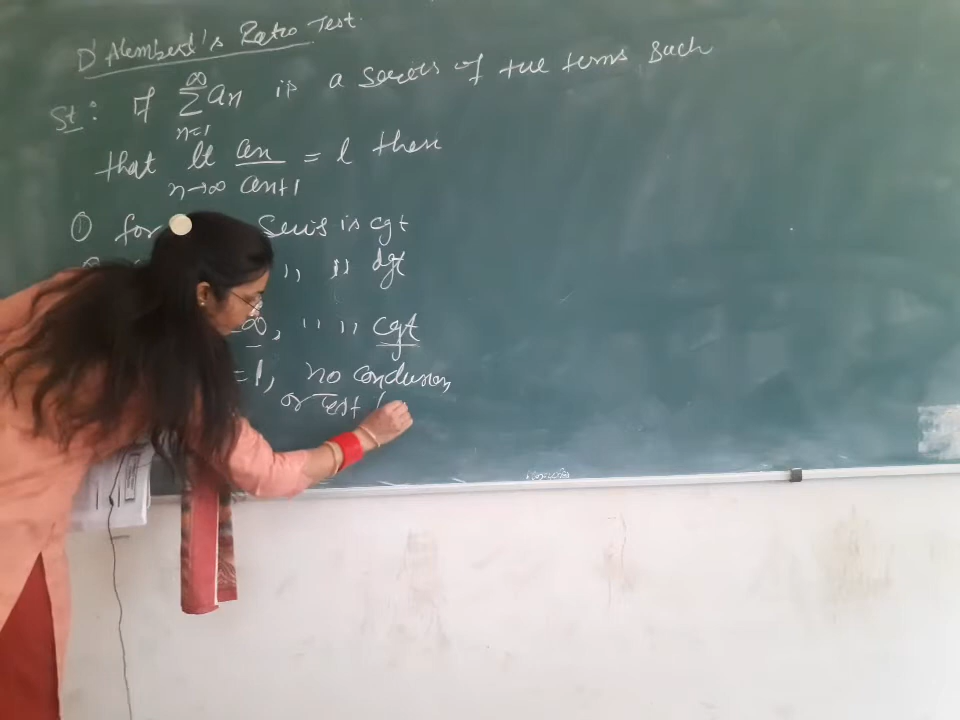 D'Alembert's Ratio Test
St: If ∞∑n=1 an is a series of +ve terms such
that lt n→∞ an/an+1 = l then
① for Seris is cgt
,, ,, dgt
∞, ,, ,, cgt
=1, no conclusion
or Test